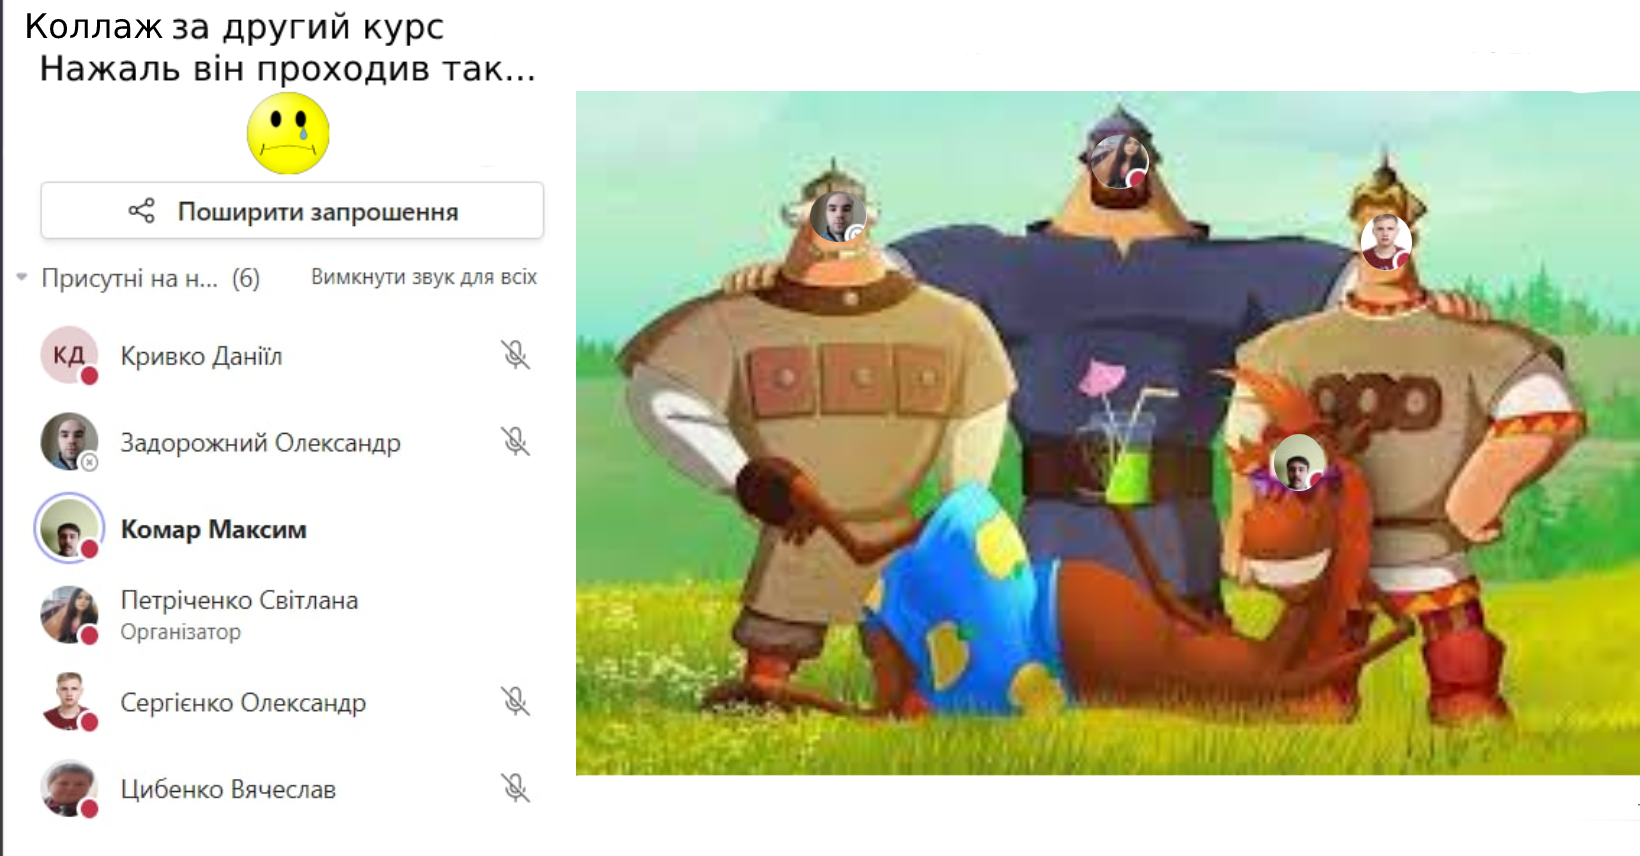 Коллаж за другий курс
Нажаль він проходив так...
Поширити запрошення
Присутні на н... (6) Вимкнути звук для всіх
КД Кривко Данііл
Задорожний Олександр
Комар Максим
Петріченко Світлана
Організатор
Сергієнко Олександр
Цибенко Вячеслав